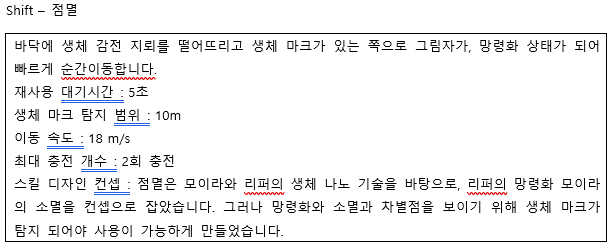 Shift – 점멸
바닥에 생체 감전 지뢰를 떨어뜨리고 생체 마크가 있는 쪽으로 그림자가, 망령화 상태가 되어
빠르게 순간이동합니다.
재사용 대기시간 : 5초
생체 마크 탐지 범위 : 10m
이동 속도 : 18 m/s
최대 충전 개수 : 2회 충전
스킬 디자인 컨셉 : 점멸은 모이라와 리퍼의 생체 나노 기술을 바탕으로, 리퍼의 망령화 모이라
의 소멸을 컨셉으로 잡았습니다. 그러나 망령화와 소멸과 차별점을 보이기 위해 생체 마크가
탐지 되어야 사용이 가능하게 만들었습니다.